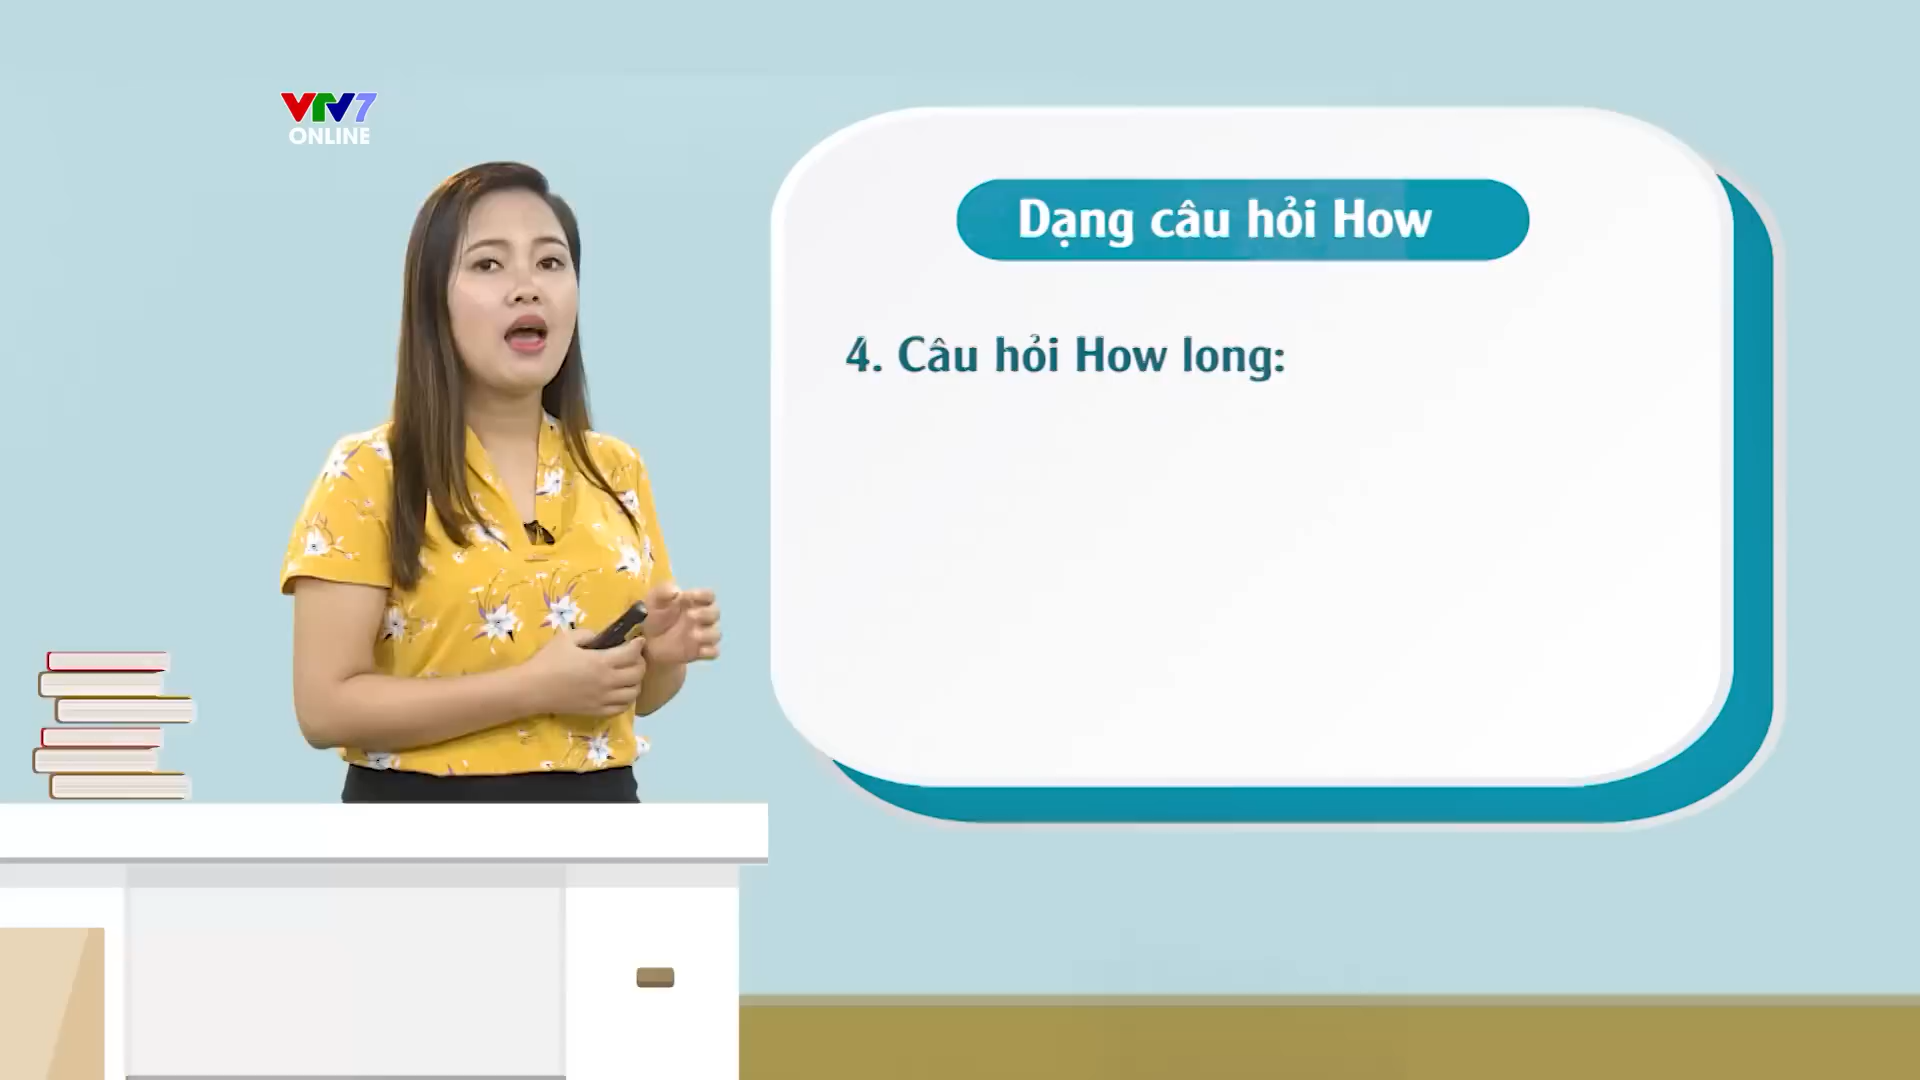 VTV7
ONLINE
Dạng câu hỏi How
4. Câu hỏi How long: